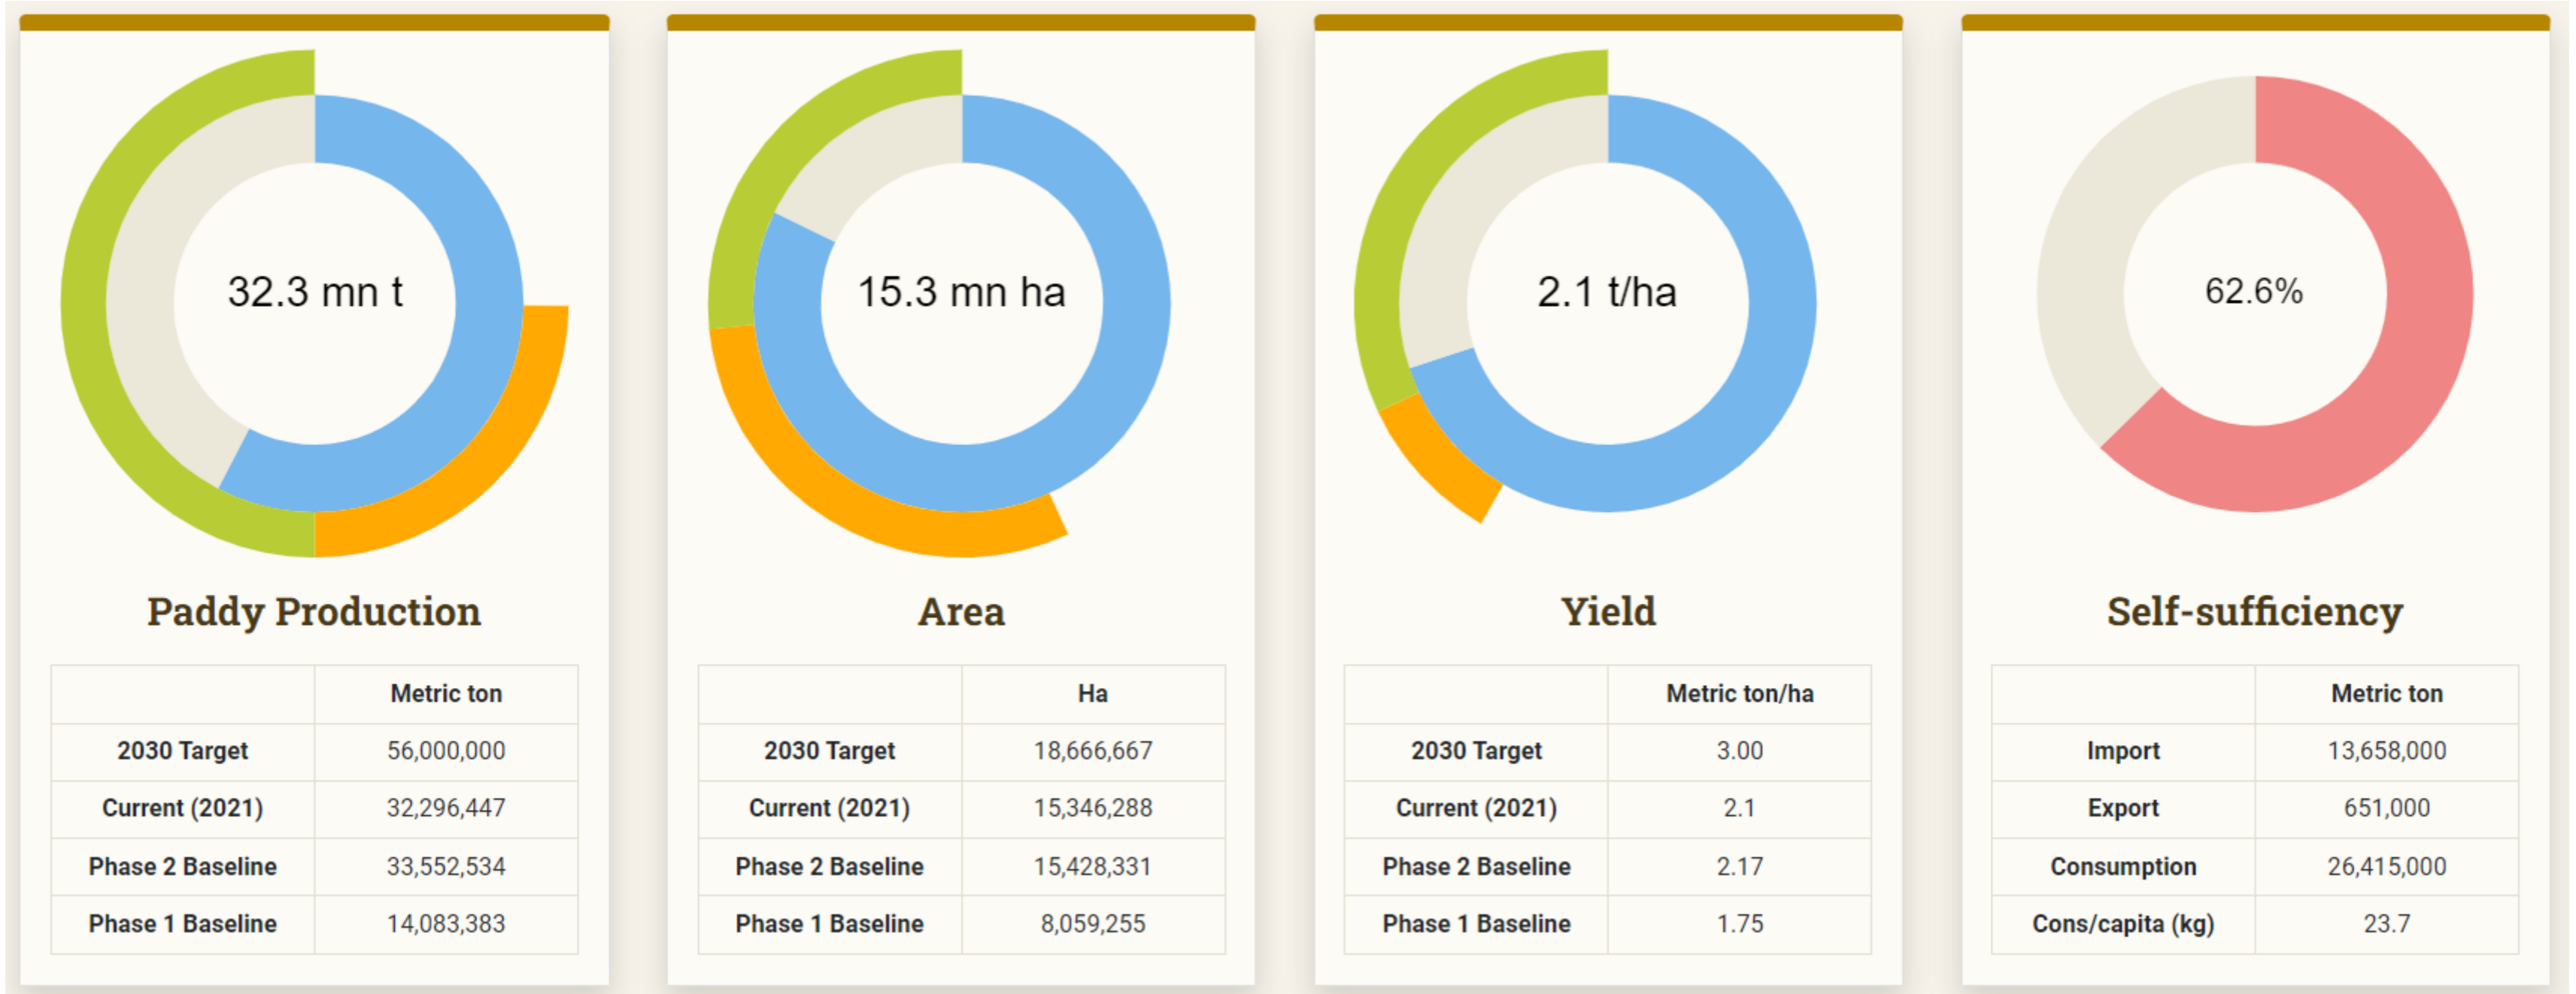 32.3 mn t
Paddy Production
Metric ton
2030 Target 56,000,000
Current (2021) 32,296,447
Phase 2 Baseline 33,552,534
Phase 1 Baseline 14,083,383
15.3 mn ha
Area
Ha
2030 Target 18,666,667
Current (2021) 15,346,288
Phase 2 Baseline 15,428,331
Phase 1 Baseline 8,059,255
2.1 t/ha
Yield
Metric ton/ha
2030 Target 3.00
Current (2021) 2.1
Phase 2 Baseline 2.17
Phase 1 Baseline 1.75
62.6%
Self-sufficiency
Metric ton
Import 13,658,000
Export 651,000
Consumption 26,415,000
Cons/capita (kg) 23.7